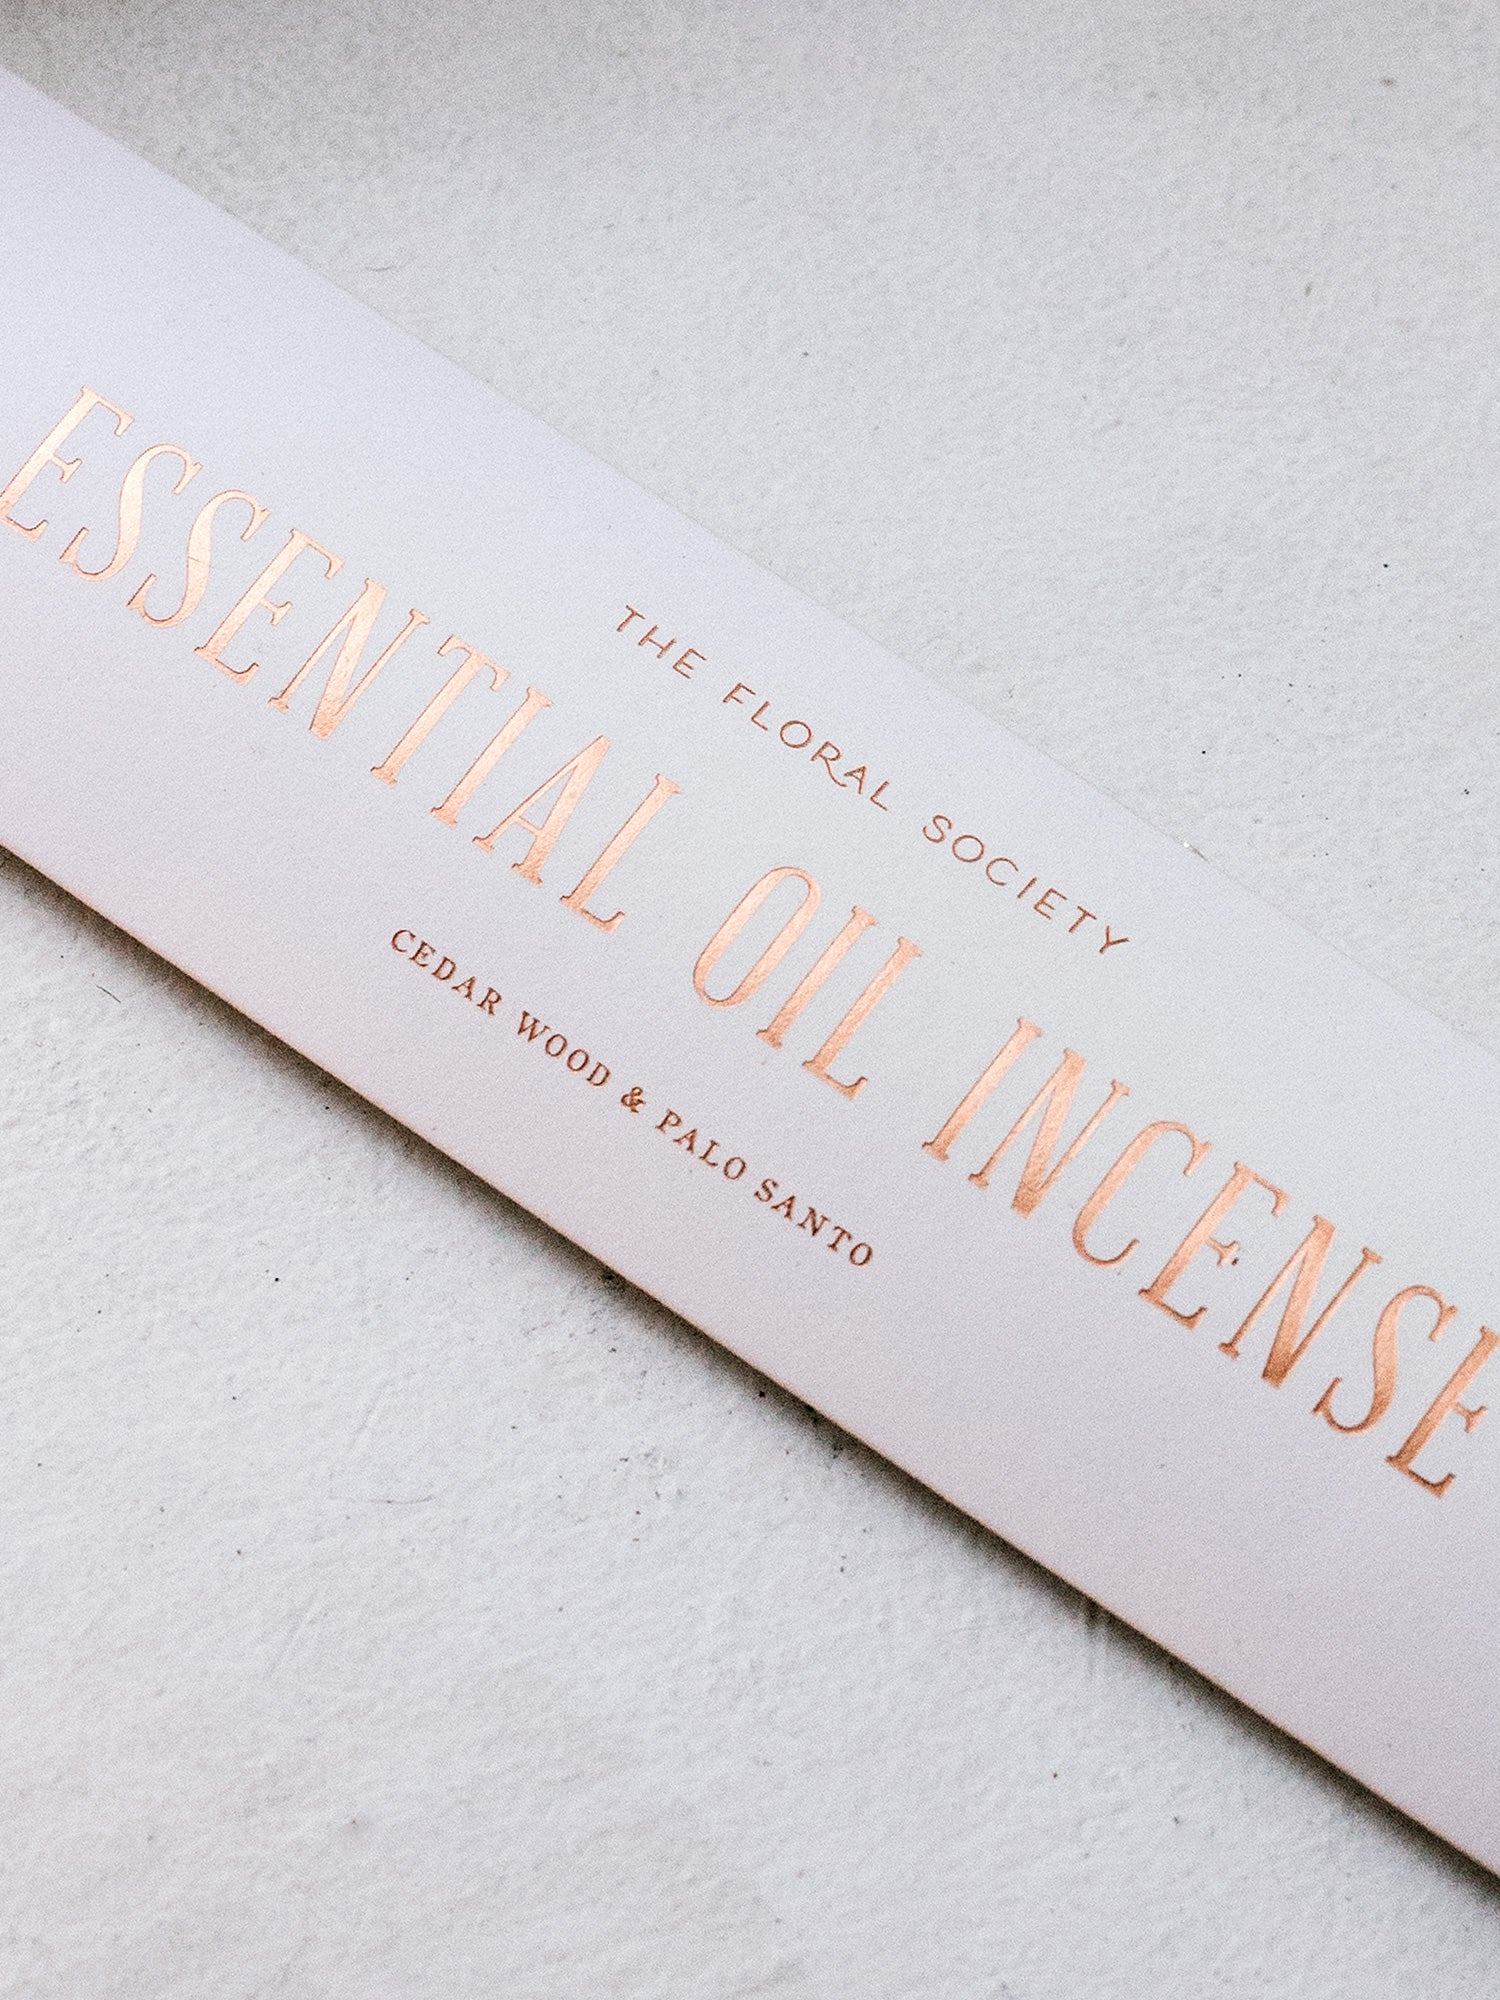 THE FLORAL SOCIETY
ESSENTIAL OIL INCENSE
CEDAR WOOD & PALO SANTO